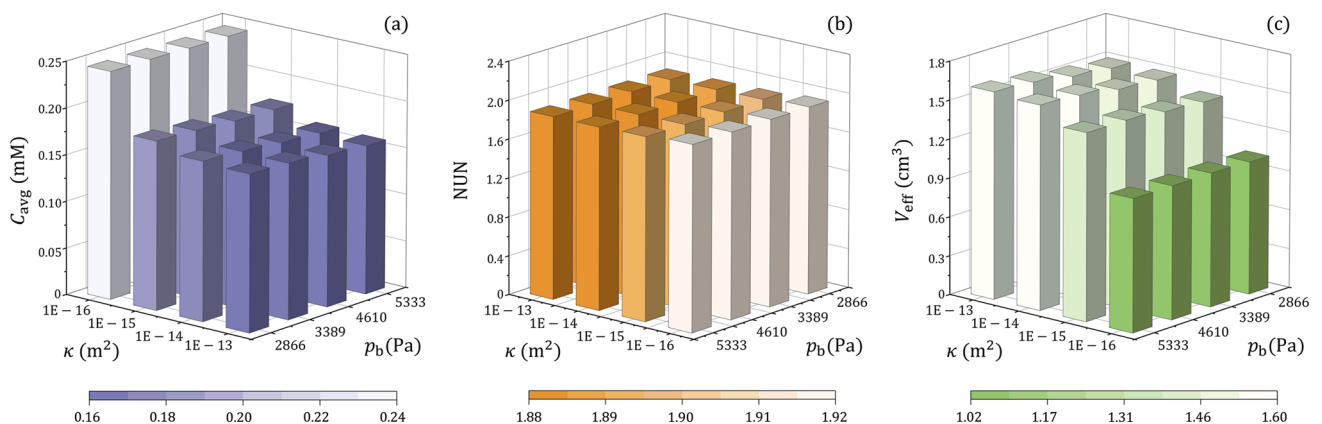 (a)
0.25
0.20
0.15
0.10
0.05
0
C_avg (mM)
1E − 16
1E − 15
1E − 14
1E − 13
κ (m²)
2866
3389
4610
5333
p_b(Pa)
0.16 0.18 0.20 0.22 0.24
(b)
2.4
2.0
1.6
1.2
0.8
0.4
0
NUN
1E − 13
1E − 14
1E − 15
1E − 16
κ (m²)
5333
4610
3389
2866
p_b(Pa)
1.88 1.89 1.90 1.91 1.92
(c)
1.8
1.5
1.2
0.9
0.6
0.3
0
V_eff (cm³)
1E − 13
1E − 14
1E − 15
1E − 16
κ (m²)
5333
4610
3389
2866
p_b(Pa)
1.02 1.17 1.31 1.46 1.60